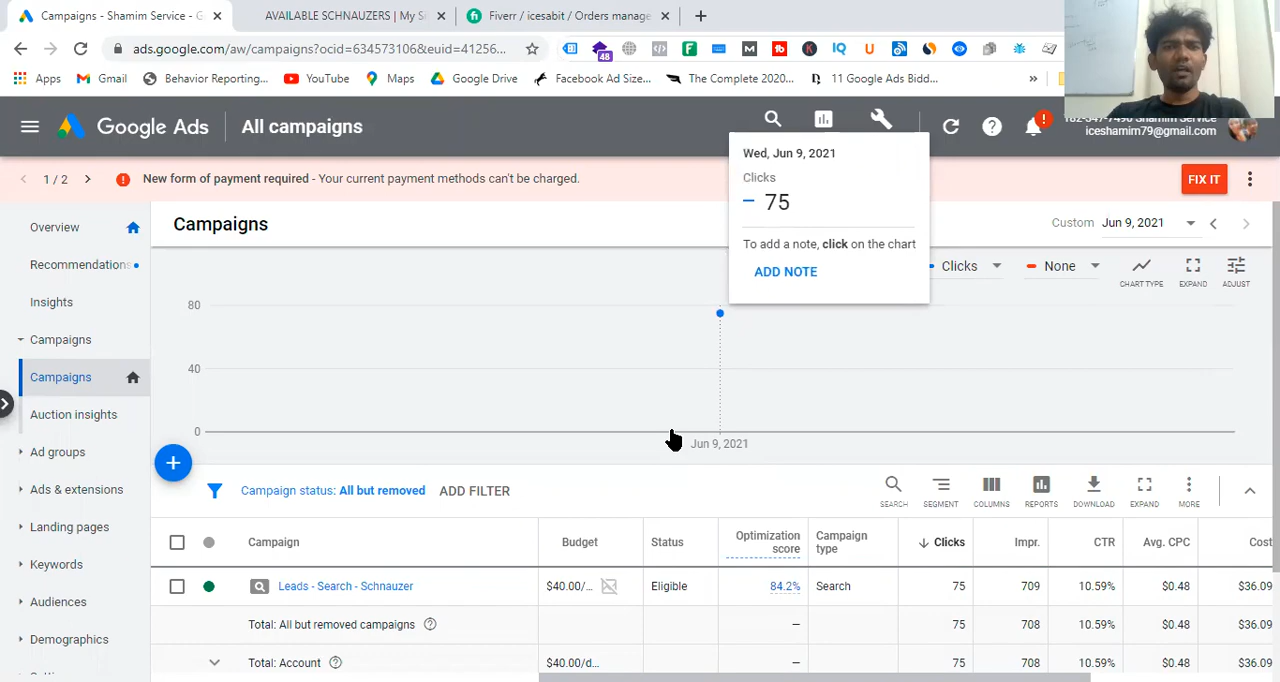 Campaigns - Shamim Service - G
AVAILABLE SCHNAUZERS | My S
Fiverr / icesabit / Orders manage
ads.google.com/aw/campaigns?ocid=634573106&euid=41256...
48
Apps
Gmail
Behavior Reporting...
YouTube
Maps
Google Drive
Facebook Ad Size...
The Complete 2020...
11 Google Ads Bidd...
»
Google Ads
All campaigns
Shamim Service
iceshamim79@gmail.com
1 / 2
New form of payment required - Your current payment methods can't be charged.
FIX IT
Overview
Recommendations
Insights
Campaigns
Campaigns
Auction insights
Ad groups
Ads & extensions
Landing pages
Keywords
Audiences
Demographics
Campaigns
Custom Jun 9, 2021
Wed, Jun 9, 2021
Clicks
75
To add a note, click on the chart
ADD NOTE
Clicks
None
CHART TYPE
EXPAND
ADJUST
80
40
0
Jun 9, 2021
Campaign status: All but removed
ADD FILTER
SEARCH
SEGMENT
COLUMNS
REPORTS
DOWNLOAD
EXPAND
MORE
Campaign Budget Status Optimization score Campaign type Clicks Impr. CTR Avg. CPC Cost
Leads - Search - Schnauzer $40.00/... Eligible 84.2% Search 75 709 10.59% $0.48 $36.09
Total: All but removed campaigns – 75 708 10.59% $0.48 $36.09
Total: Account $40.00/d... – 75 708 10.59% $0.48 $36.09